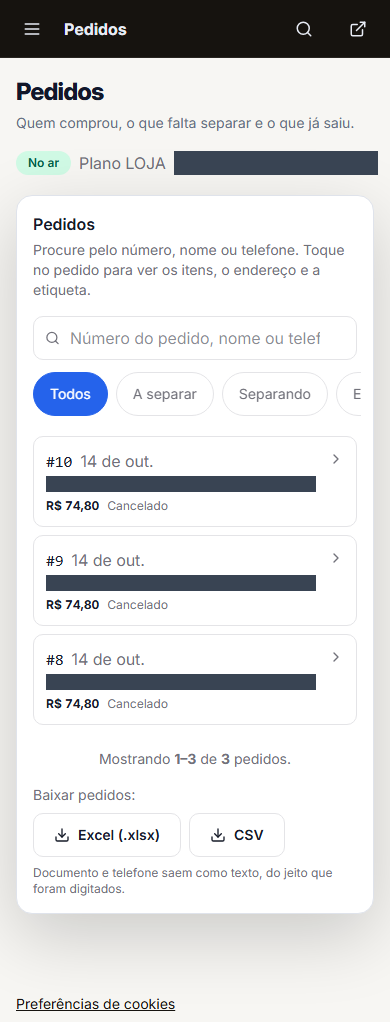 Pedidos
Pedidos
Quem comprou, o que falta separar e o que já saiu.
No ar Plano LOJA
Pedidos
Procure pelo número, nome ou telefone. Toque
no pedido para ver os itens, o endereço e a
etiqueta.
Número do pedido, nome ou telef
Todos A separar Separando E
#10 14 de out.
R$ 74,80 Cancelado
#9 14 de out.
R$ 74,80 Cancelado
#8 14 de out.
R$ 74,80 Cancelado
Mostrando 1–3 de 3 pedidos.
Baixar pedidos:
Excel (.xlsx) CSV
Documento e telefone saem como texto, do jeito que
foram digitados.
Preferências de cookies